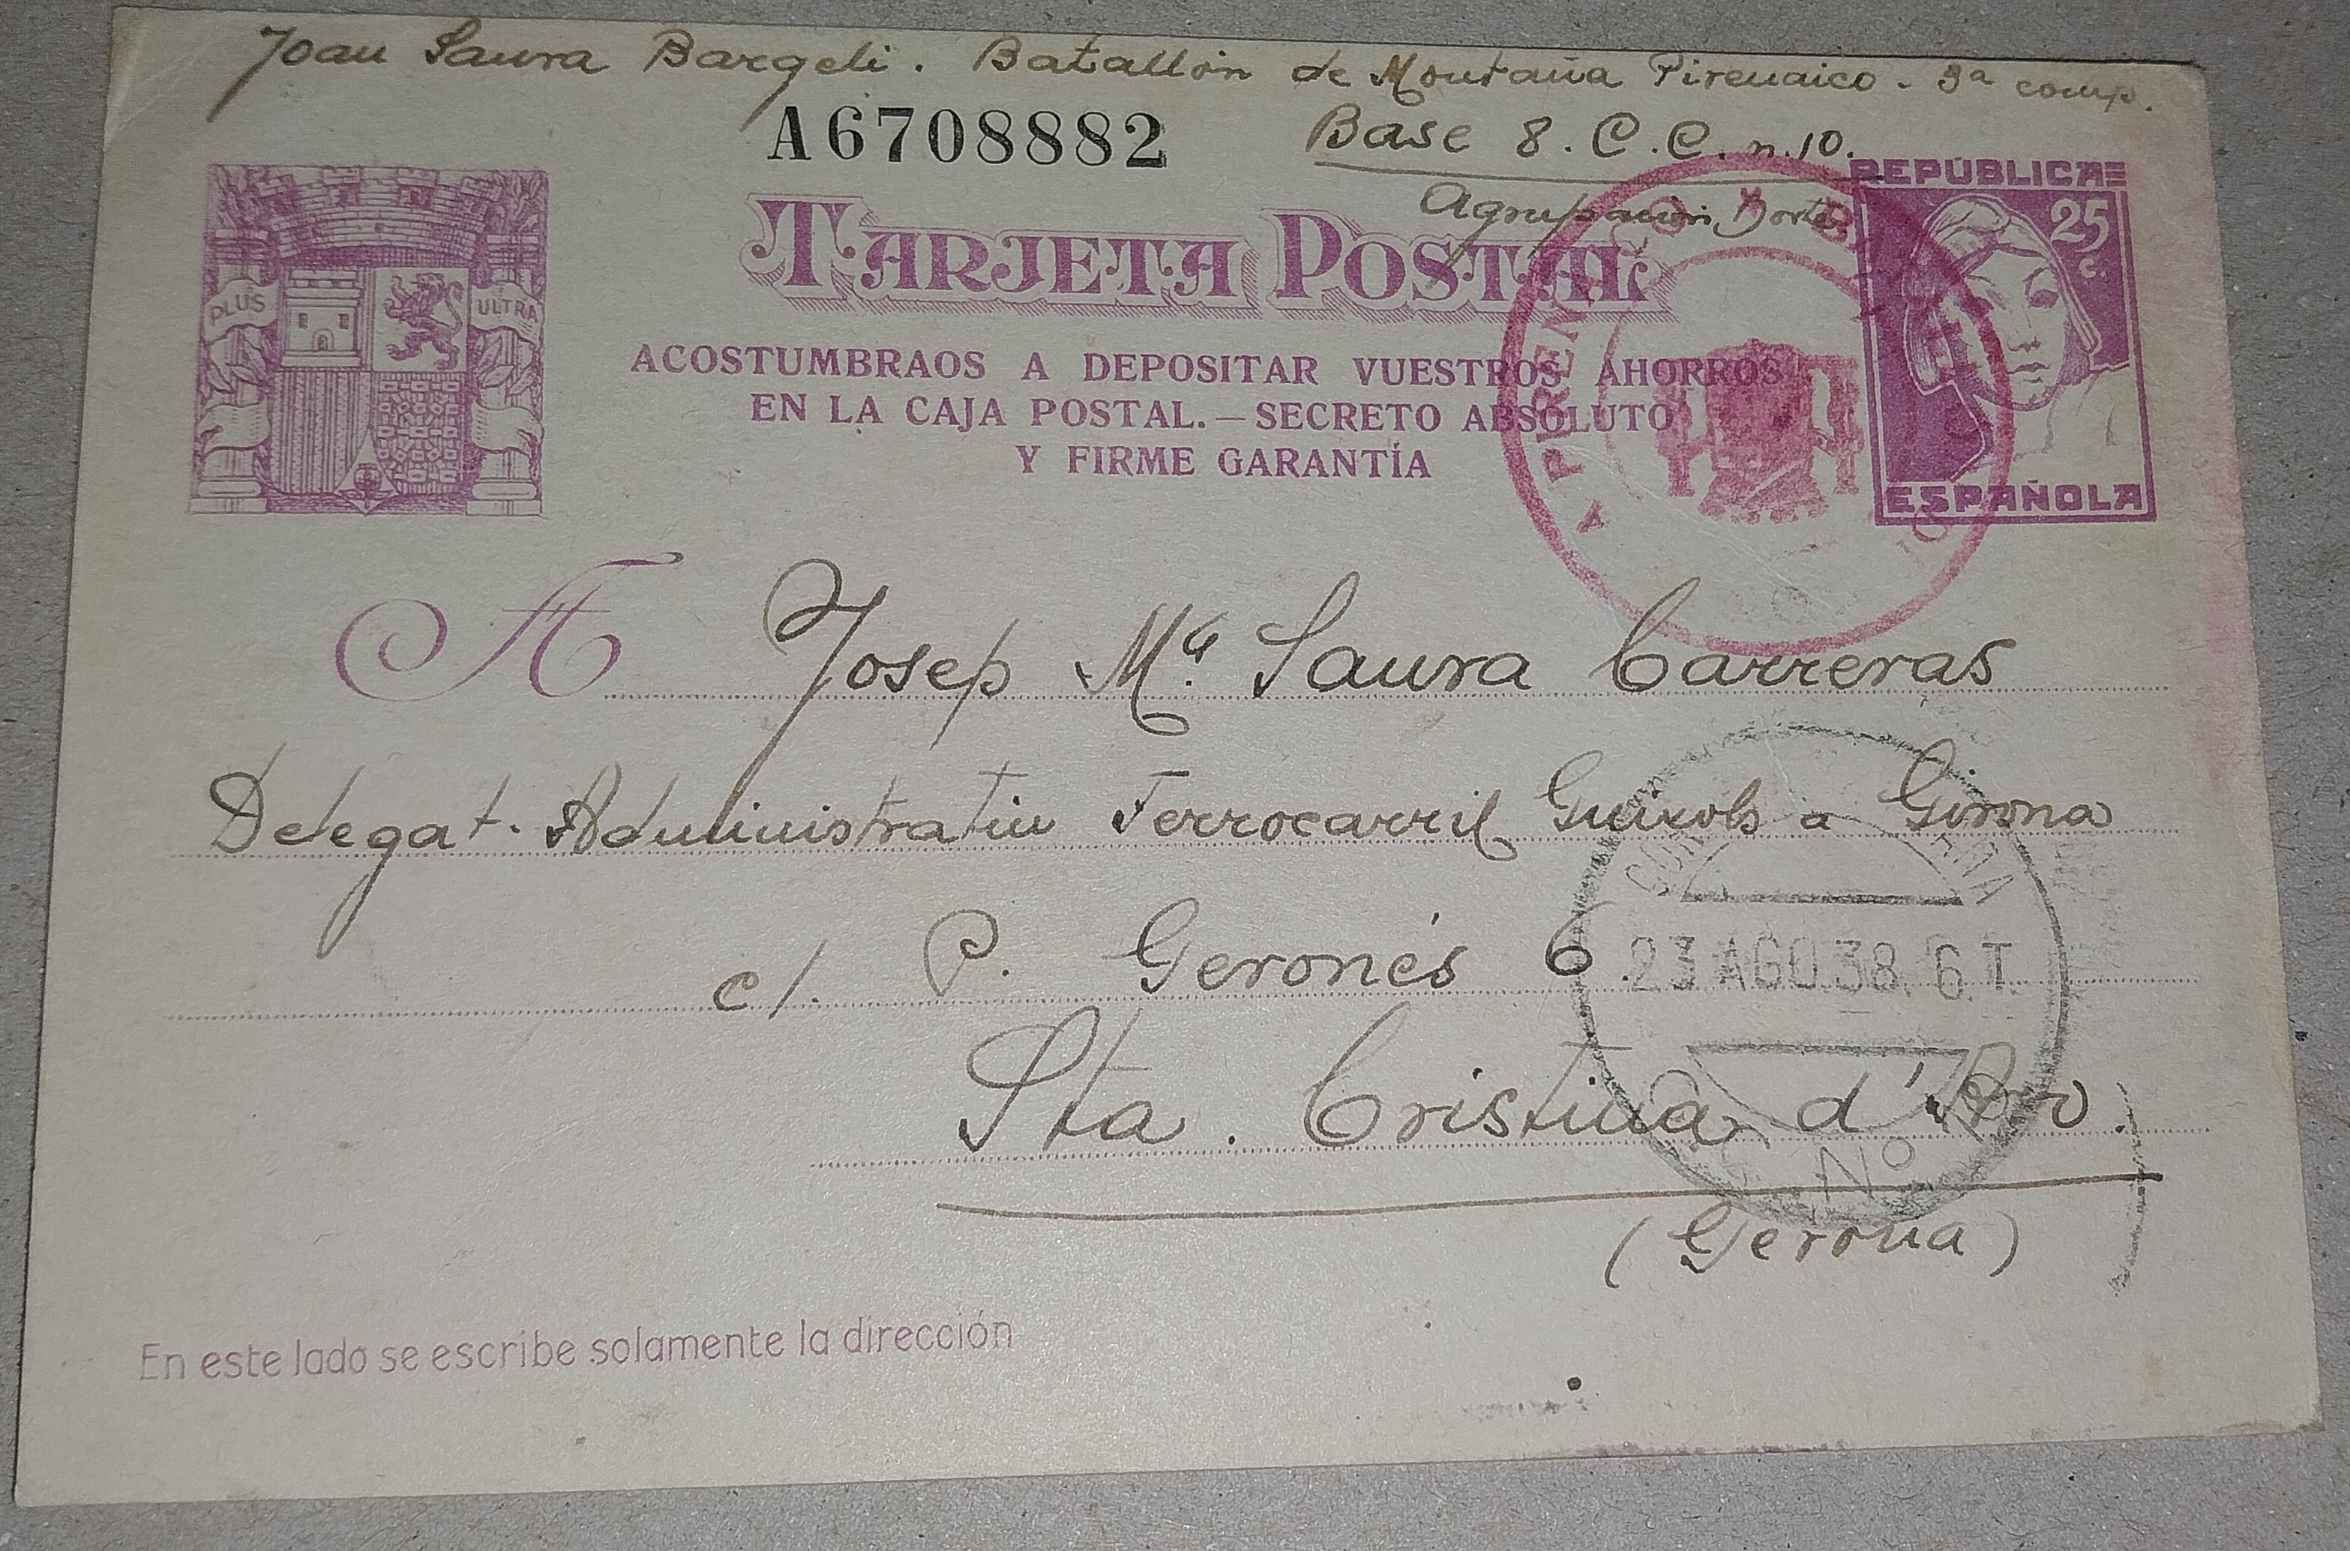 Joan Saura Bargeli. Batallón de Montaña Pirenaico - 3ª comp.
A6708882
Base 8. C.C. n.10.
Agrupación Norte
REPÚBLICA
25 c.
PLUS ULTRA
TARJETA POSTAL
ACOSTUMBRAOS A DEPOSITAR VUESTROS AHORROS
EN LA CAJA POSTAL.—SECRETO ABSOLUTO
Y FIRME GARANTÍA
ESPAÑOLA
A Josep Mª. Saura Carreras
Delegat. Administratiu Ferrocarril Guixols a Girona
c/. P. Geronés 6
23 AGO 38. 6.T.
Sta. Cristina d'Aro.
Nº
(Gerona)
En este lado se escribe solamente la dirección